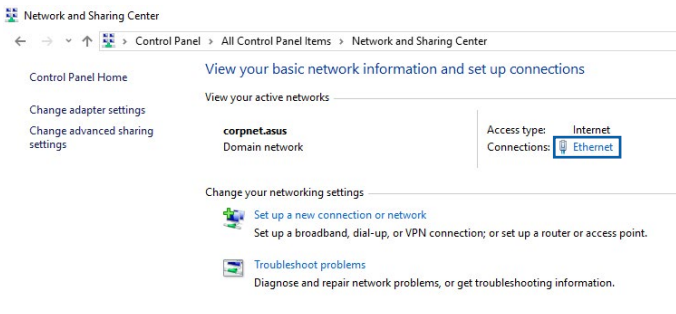 Network and Sharing Center
Control Panel > All Control Panel Items > Network and Sharing Center
Control Panel Home
Change adapter settings
Change advanced sharing
settings
View your basic network information and set up connections
View your active networks
corpnet.asus
Domain network
Access type: Internet
Connections: Ethernet
Change your networking settings
Set up a new connection or network
Set up a broadband, dial-up, or VPN connection; or set up a router or access point.
Troubleshoot problems
Diagnose and repair network problems, or get troubleshooting information.